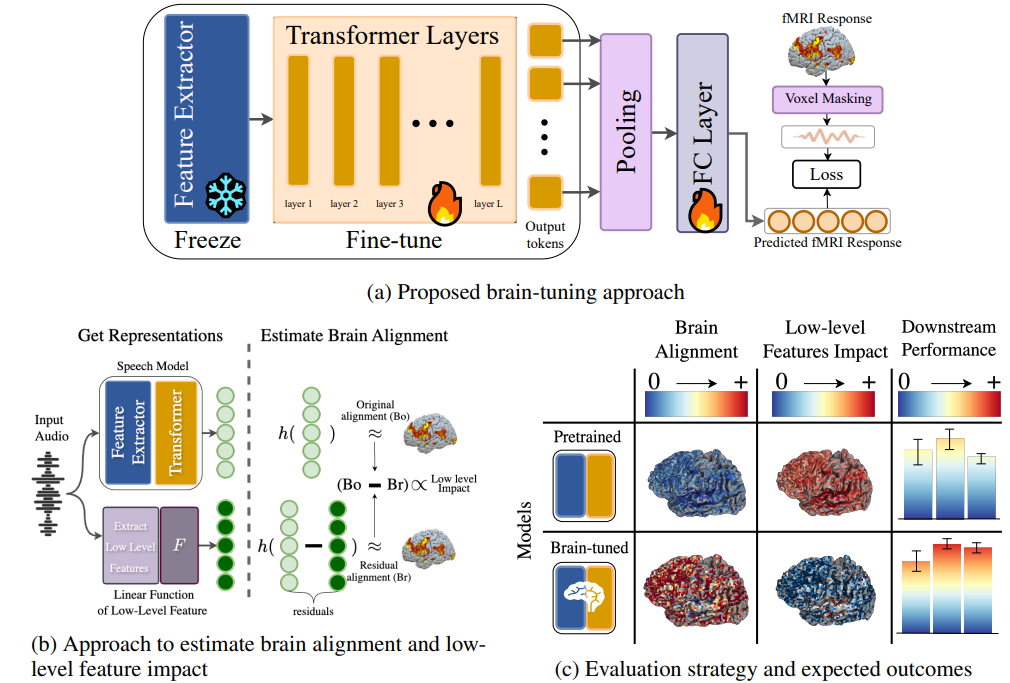 Feature Extractor
Freeze
Transformer Layers
layer 1
layer 2
layer 3
layer L
Fine-tune
Output
tokens
Pooling
FC Layer
fMRI Response
Voxel Masking
Loss
Predicted fMRI Response
(a) Proposed brain-tuning approach
Get Representations
Speech Model
Input
Audio
Feature
Extractor
Transformer
Extract
Low Level
Features
F
Linear Function
of Low-Level Feature
Estimate Brain Alignment
h( )
Original
alignment (Bo)
≈
(Bo − Br) ∝ Low level
Impact
h( − ) ≈
Residual
alignment (Br)
residuals
(b) Approach to estimate brain alignment and low-
level feature impact
Brain
Alignment
Low-level
Features Impact
Downstream
Performance
0 → +
0 → +
0 → +
Models
Pretrained
Brain-tuned
(c) Evaluation strategy and expected outcomes